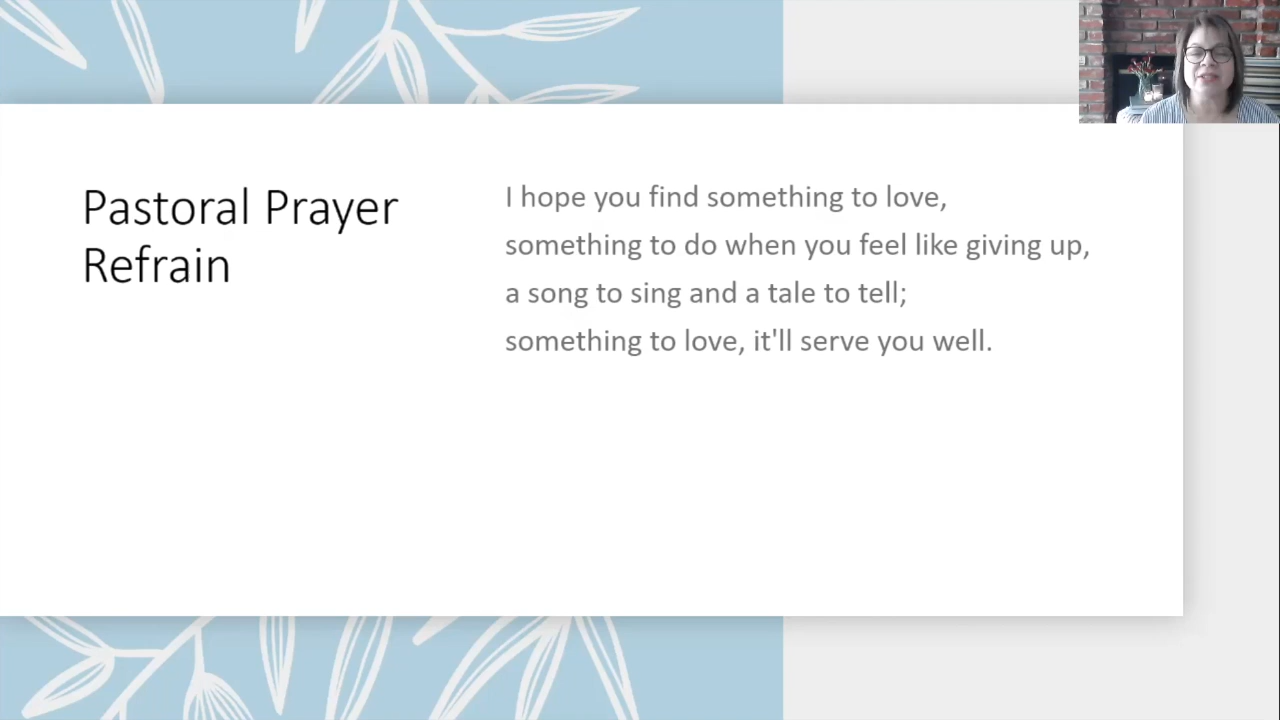 Pastoral Prayer
Refrain
I hope you find something to love,
something to do when you feel like giving up,
a song to sing and a tale to tell;
something to love, it'll serve you well.